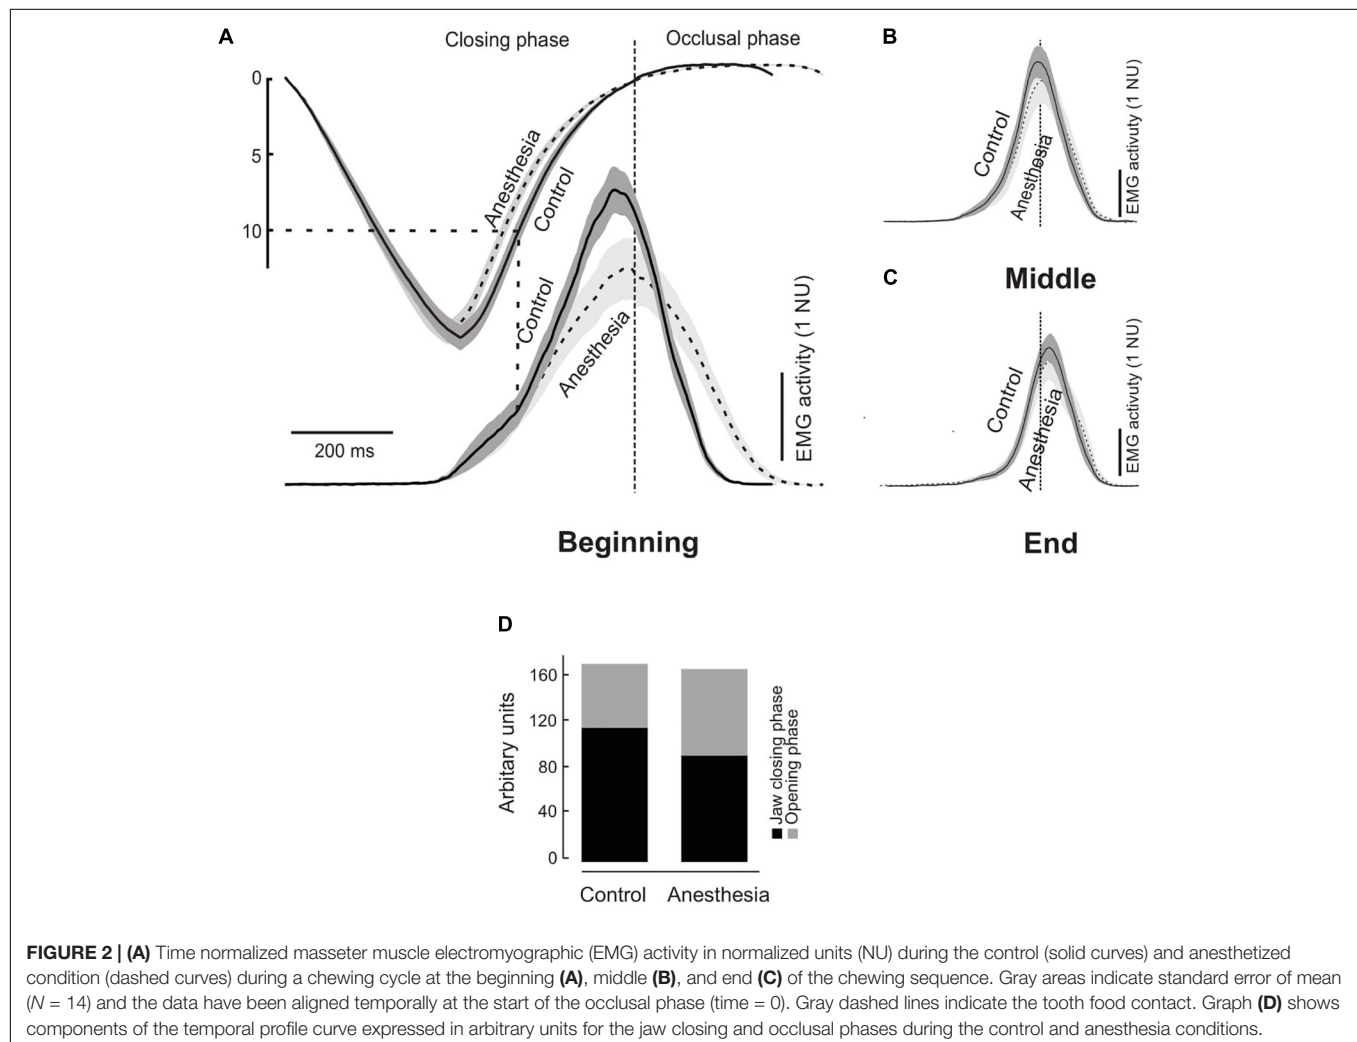 A
Closing phase
Occlusal phase
0
5
10
Anesthesia
Control
Control
Anesthesia
200 ms
EMG activity (1 NU)
Beginning
B
Control
Anesthesia
EMG activuty (1 NU)
Middle
C
Control
Anesthesia
EMG activuty (1 NU)
End
D
Arbitary units
160
120
80
40
0
Control
Anesthesia
Jaw closing phase
Opening phase
FIGURE 2 | (A) Time normalized masseter muscle electromyographic (EMG) activity in normalized units (NU) during the control (solid curves) and anesthetized
condition (dashed curves) during a chewing cycle at the beginning (A), middle (B), and end (C) of the chewing sequence. Gray areas indicate standard error of mean
(N = 14) and the data have been aligned temporally at the start of the occlusal phase (time = 0). Gray dashed lines indicate the tooth food contact. Graph (D) shows
components of the temporal profile curve expressed in arbitrary units for the jaw closing and occlusal phases during the control and anesthesia conditions.